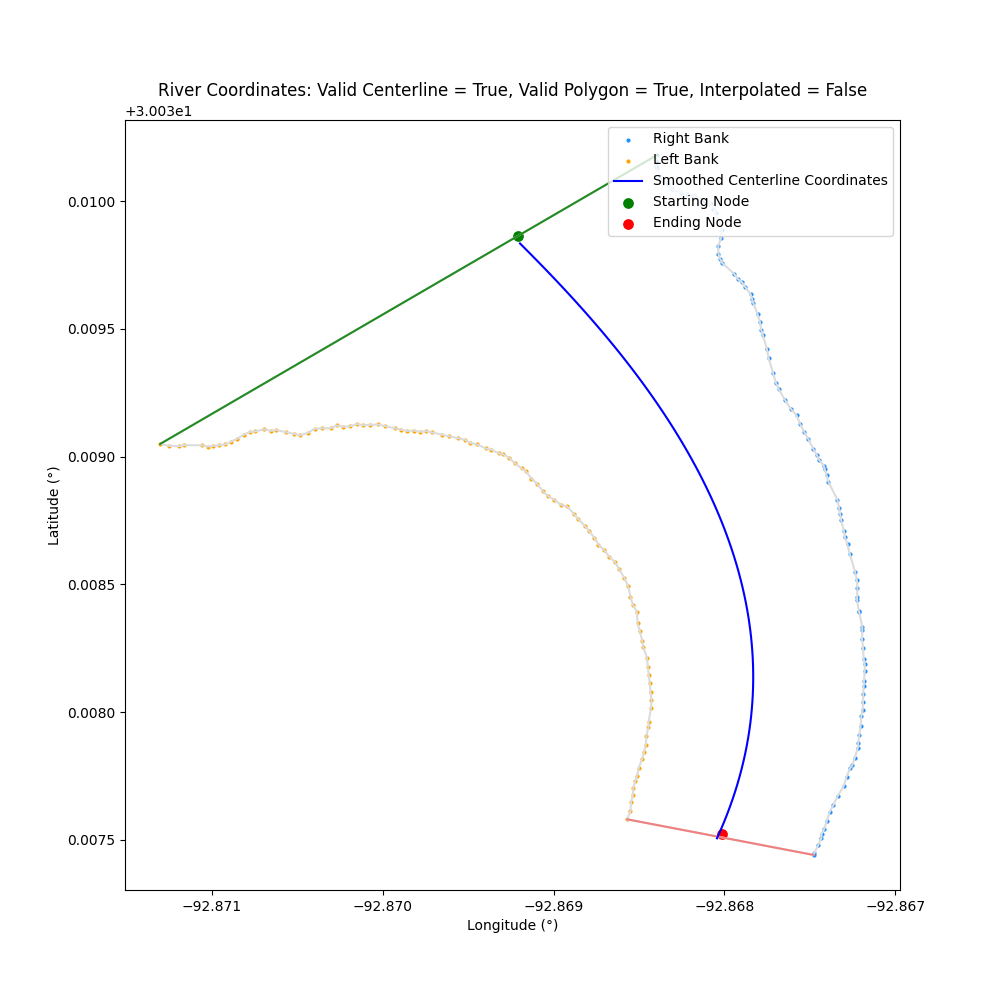 River Coordinates: Valid Centerline = True, Valid Polygon = True, Interpolated = False
+3.003e1
Right Bank
Left Bank
Smoothed Centerline Coordinates
Starting Node
Ending Node
0.0100
0.0095
0.0090
0.0085
0.0080
0.0075
Latitude (°)
−92.871
−92.870
−92.869
−92.868
−92.867
Longitude (°)